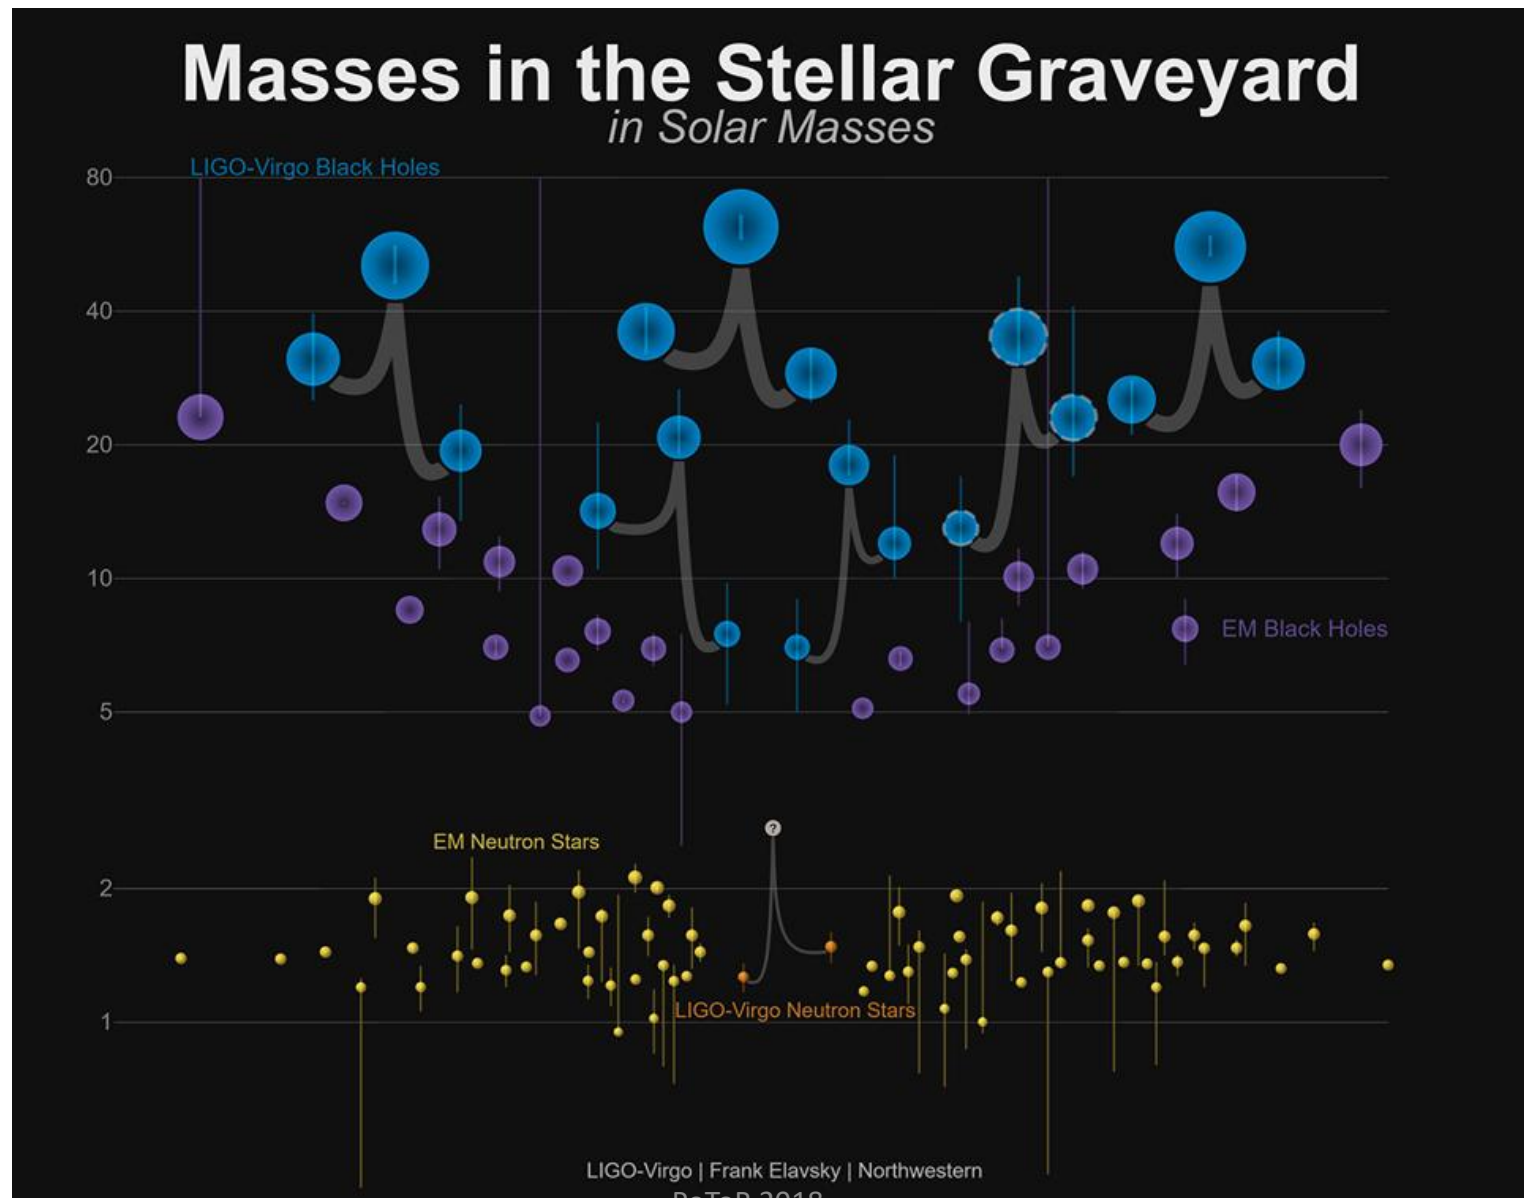 Masses in the Stellar Graveyard
in Solar Masses
LIGO-Virgo Black Holes
80
40
20
10
EM Black Holes
5
?
EM Neutron Stars
2
LIGO-Virgo Neutron Stars
1
LIGO-Virgo | Frank Elavsky | Northwestern
2018